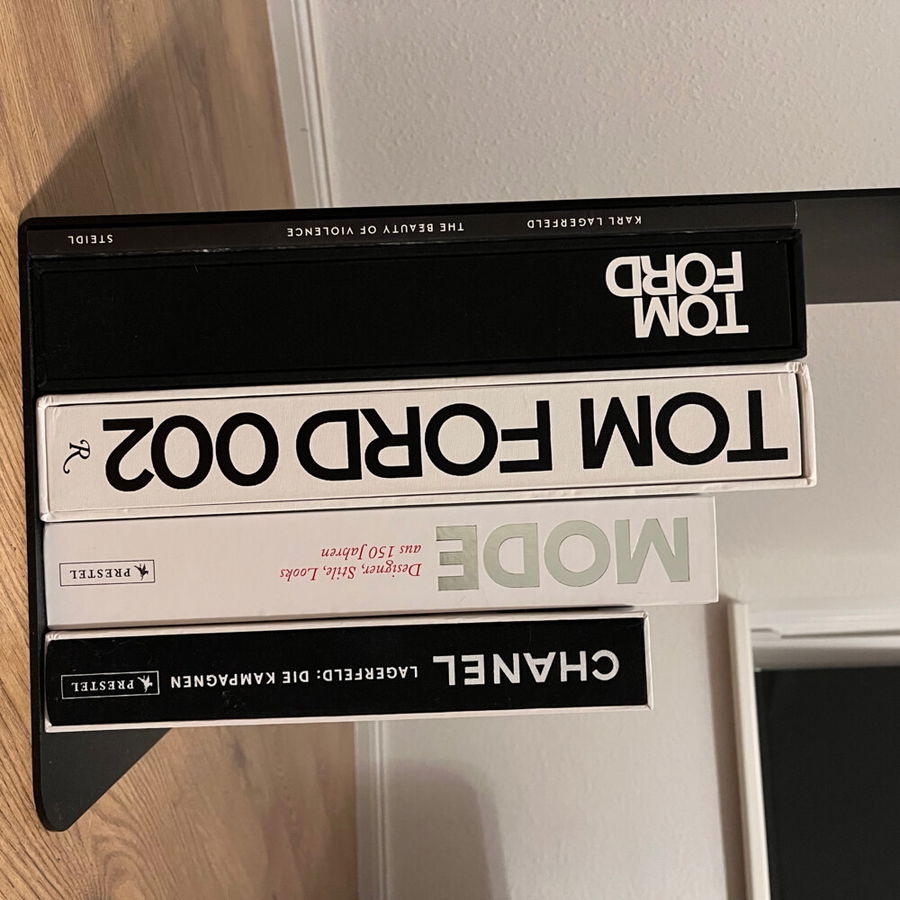 CHANEL LAGERFELD: DIE KAMPAGNEN PRESTEL
MODE
Designer, Stile, Looks
aus 150 Jahren
PRESTEL
TOM FORD 002 R
TOM
FORD
KARL LAGERFELD THE BEAUTY OF VIOLENCE STEIDL